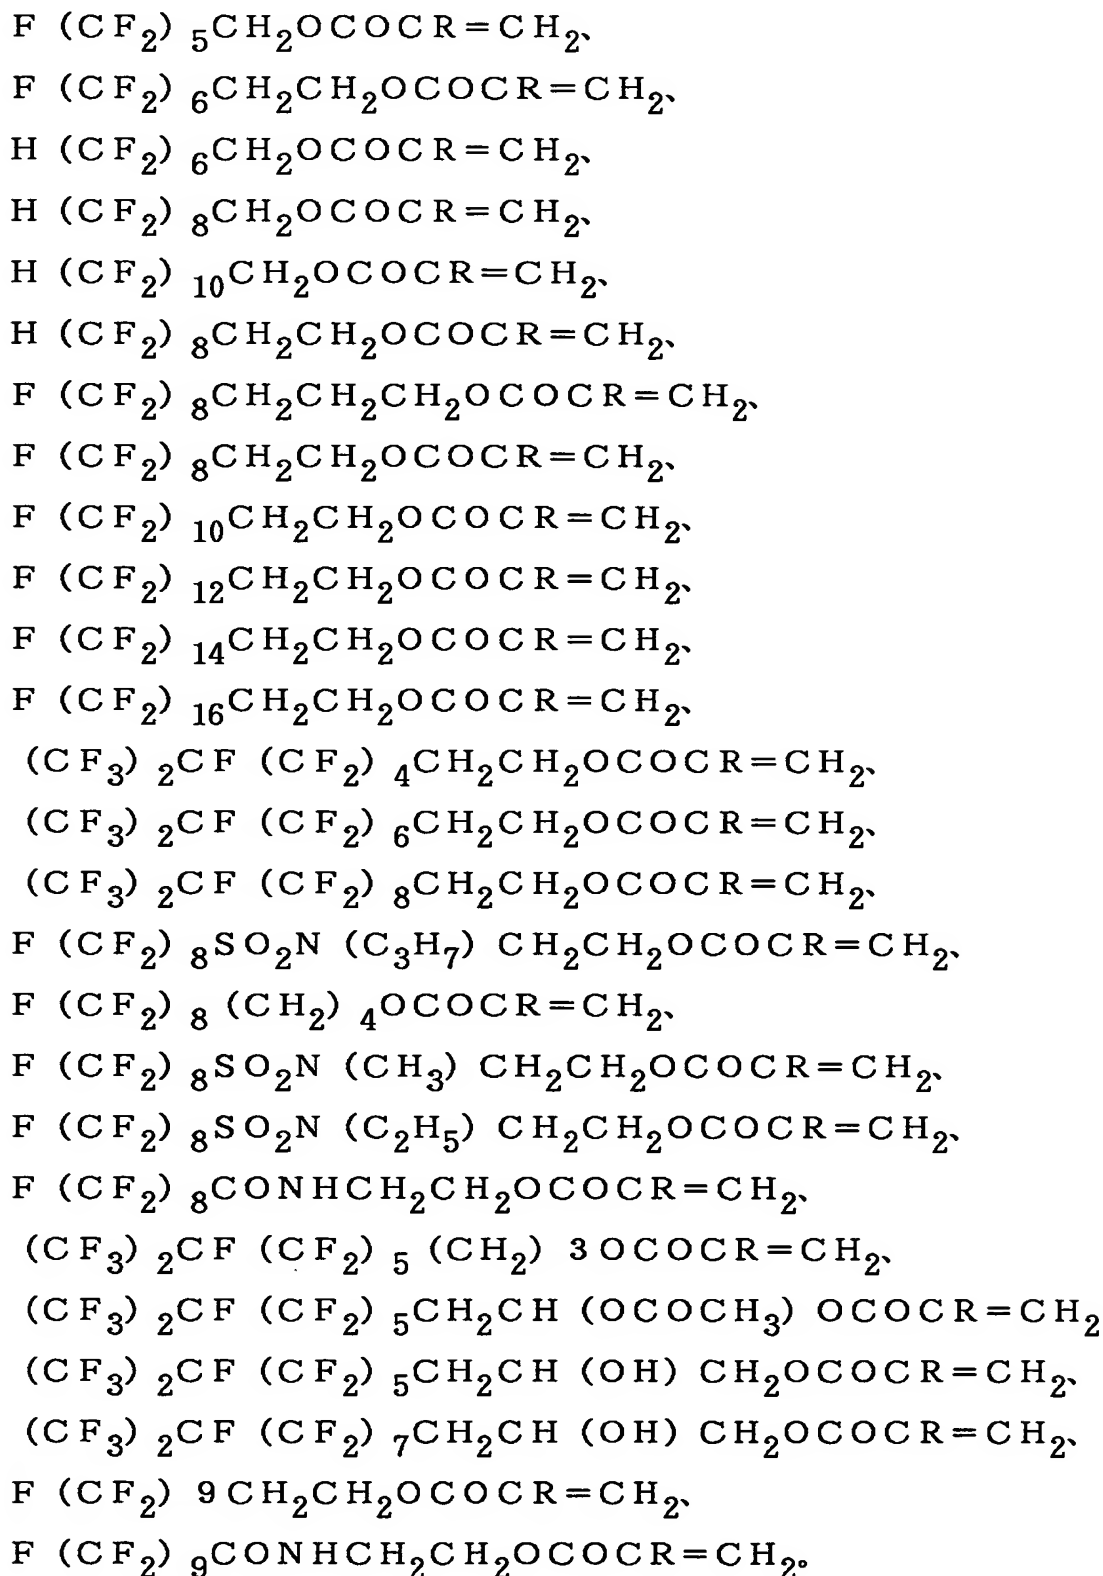 F (CF₂) ₅CH₂OCOCR=CH₂、
F (CF₂) ₆CH₂CH₂OCOCR=CH₂、
H (CF₂) ₆CH₂OCOCR=CH₂、
H (CF₂) ₈CH₂OCOCR=CH₂、
H (CF₂) ₁₀CH₂OCOCR=CH₂、
H (CF₂) ₈CH₂CH₂OCOCR=CH₂、
F (CF₂) ₈CH₂CH₂CH₂OCOCR=CH₂、
F (CF₂) ₈CH₂CH₂OCOCR=CH₂、
F (CF₂) ₁₀CH₂CH₂OCOCR=CH₂、
F (CF₂) ₁₂CH₂CH₂OCOCR=CH₂、
F (CF₂) ₁₄CH₂CH₂OCOCR=CH₂、
F (CF₂) ₁₆CH₂CH₂OCOCR=CH₂、
(CF₃) ₂CF (CF₂) ₄CH₂CH₂OCOCR=CH₂、
(CF₃) ₂CF (CF₂) ₆CH₂CH₂OCOCR=CH₂、
(CF₃) ₂CF (CF₂) ₈CH₂CH₂OCOCR=CH₂、
F (CF₂) ₈SO₂N (C₃H₇) CH₂CH₂OCOCR=CH₂、
F (CF₂) ₈ (CH₂) ₄OCOCR=CH₂、
F (CF₂) ₈SO₂N (CH₃) CH₂CH₂OCOCR=CH₂、
F (CF₂) ₈SO₂N (C₂H₅) CH₂CH₂OCOCR=CH₂、
F (CF₂) ₈CONHCH₂CH₂OCOCR=CH₂、
(CF₃) ₂CF (CF₂) ₅ (CH₂) 3OCOCR=CH₂、
(CF₃) ₂CF (CF₂) ₅CH₂CH (OCOCH₃) OCOCR=CH₂
(CF₃) ₂CF (CF₂) ₅CH₂CH (OH) CH₂OCOCR=CH₂、
(CF₃) ₂CF (CF₂) ₇CH₂CH (OH) CH₂OCOCR=CH₂、
F (CF₂) 9CH₂CH₂OCOCR=CH₂、
F (CF₂) ₉CONHCH₂CH₂OCOCR=CH₂。